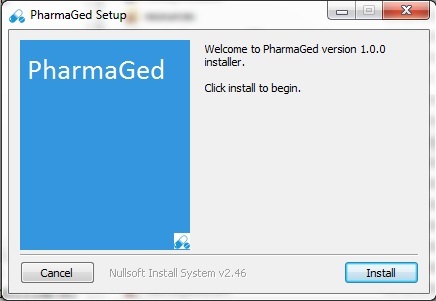 PharmaGed Setup
PharmaGed
Welcome to PharmaGed version 1.0.0
installer.
Click install to begin.
Cancel
Nullsoft Install System v2.46
Install